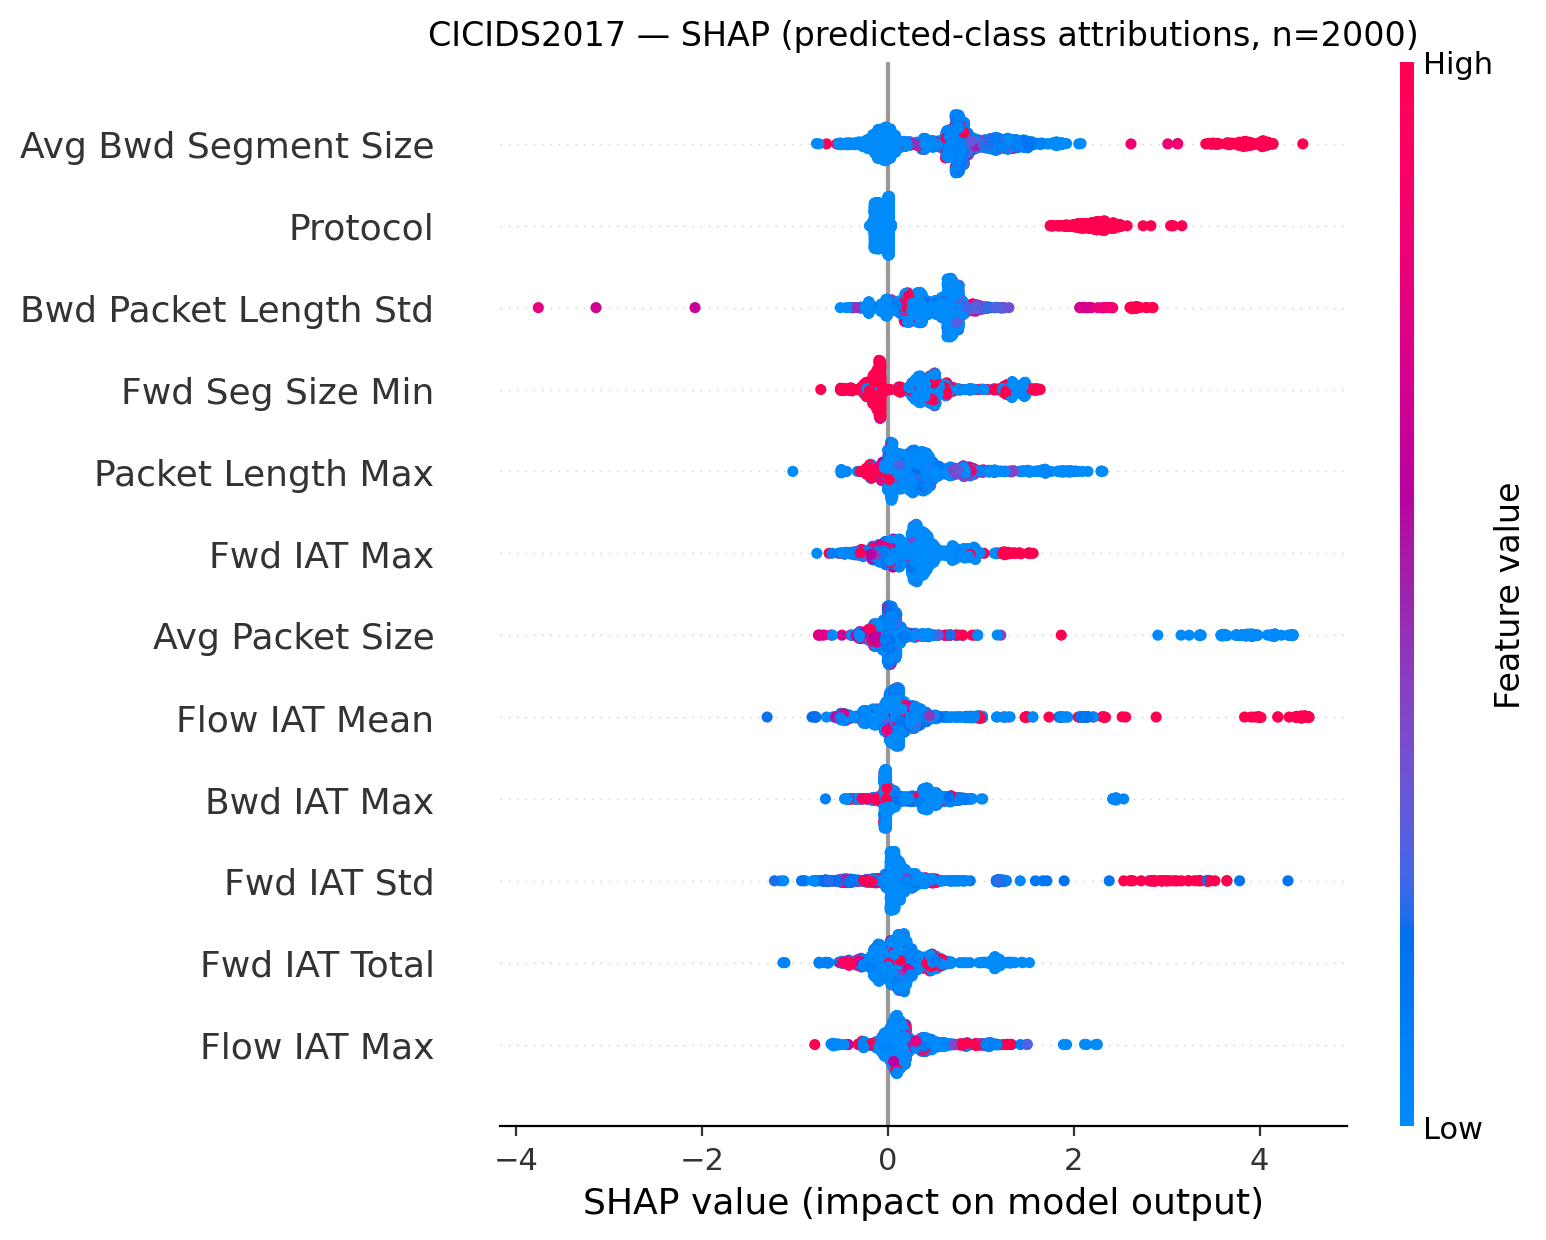 CICIDS2017 — SHAP (predicted-class attributions, n=2000)
High
Avg Bwd Segment Size
Protocol
Bwd Packet Length Std
Fwd Seg Size Min
Packet Length Max
Fwd IAT Max
Avg Packet Size
Flow IAT Mean
Bwd IAT Max
Fwd IAT Std
Fwd IAT Total
Flow IAT Max
Feature value
Low
−4 −2 0 2 4
SHAP value (impact on model output)